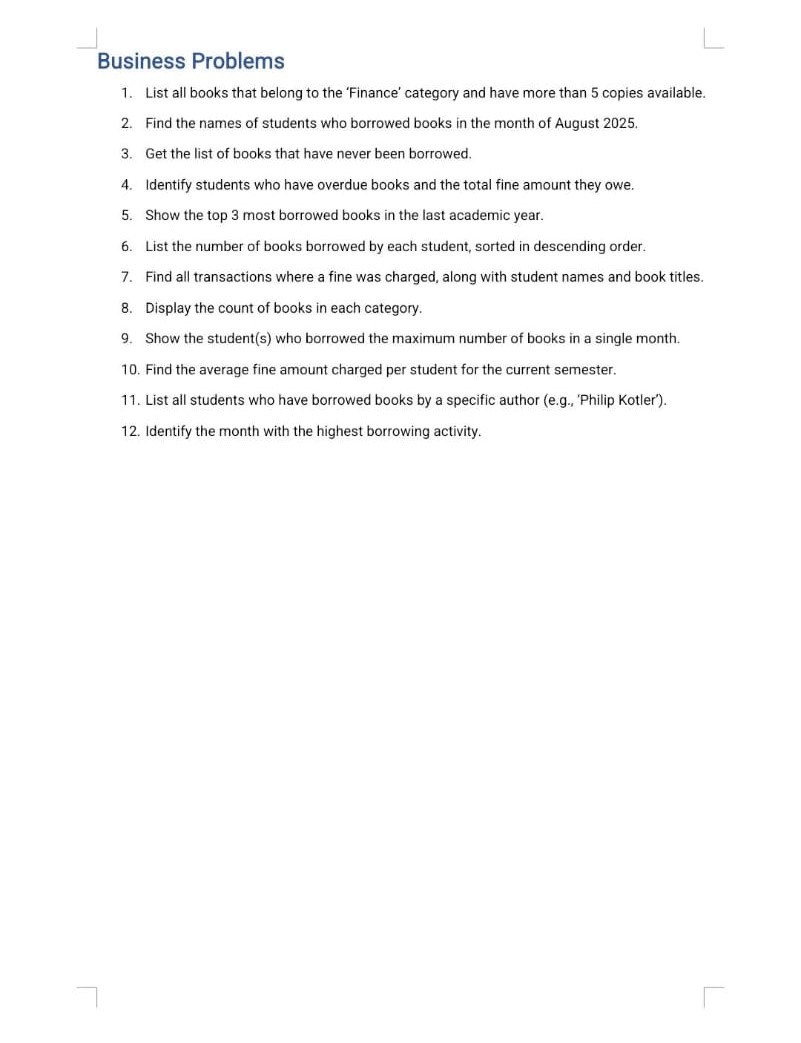 Business Problems
1. List all books that belong to the ‘Finance’ category and have more than 5 copies available.
2. Find the names of students who borrowed books in the month of August 2025.
3. Get the list of books that have never been borrowed.
4. Identify students who have overdue books and the total fine amount they owe.
5. Show the top 3 most borrowed books in the last academic year.
6. List the number of books borrowed by each student, sorted in descending order.
7. Find all transactions where a fine was charged, along with student names and book titles.
8. Display the count of books in each category.
9. Show the student(s) who borrowed the maximum number of books in a single month.
10. Find the average fine amount charged per student for the current semester.
11. List all students who have borrowed books by a specific author (e.g., ‘Philip Kotler’).
12. Identify the month with the highest borrowing activity.